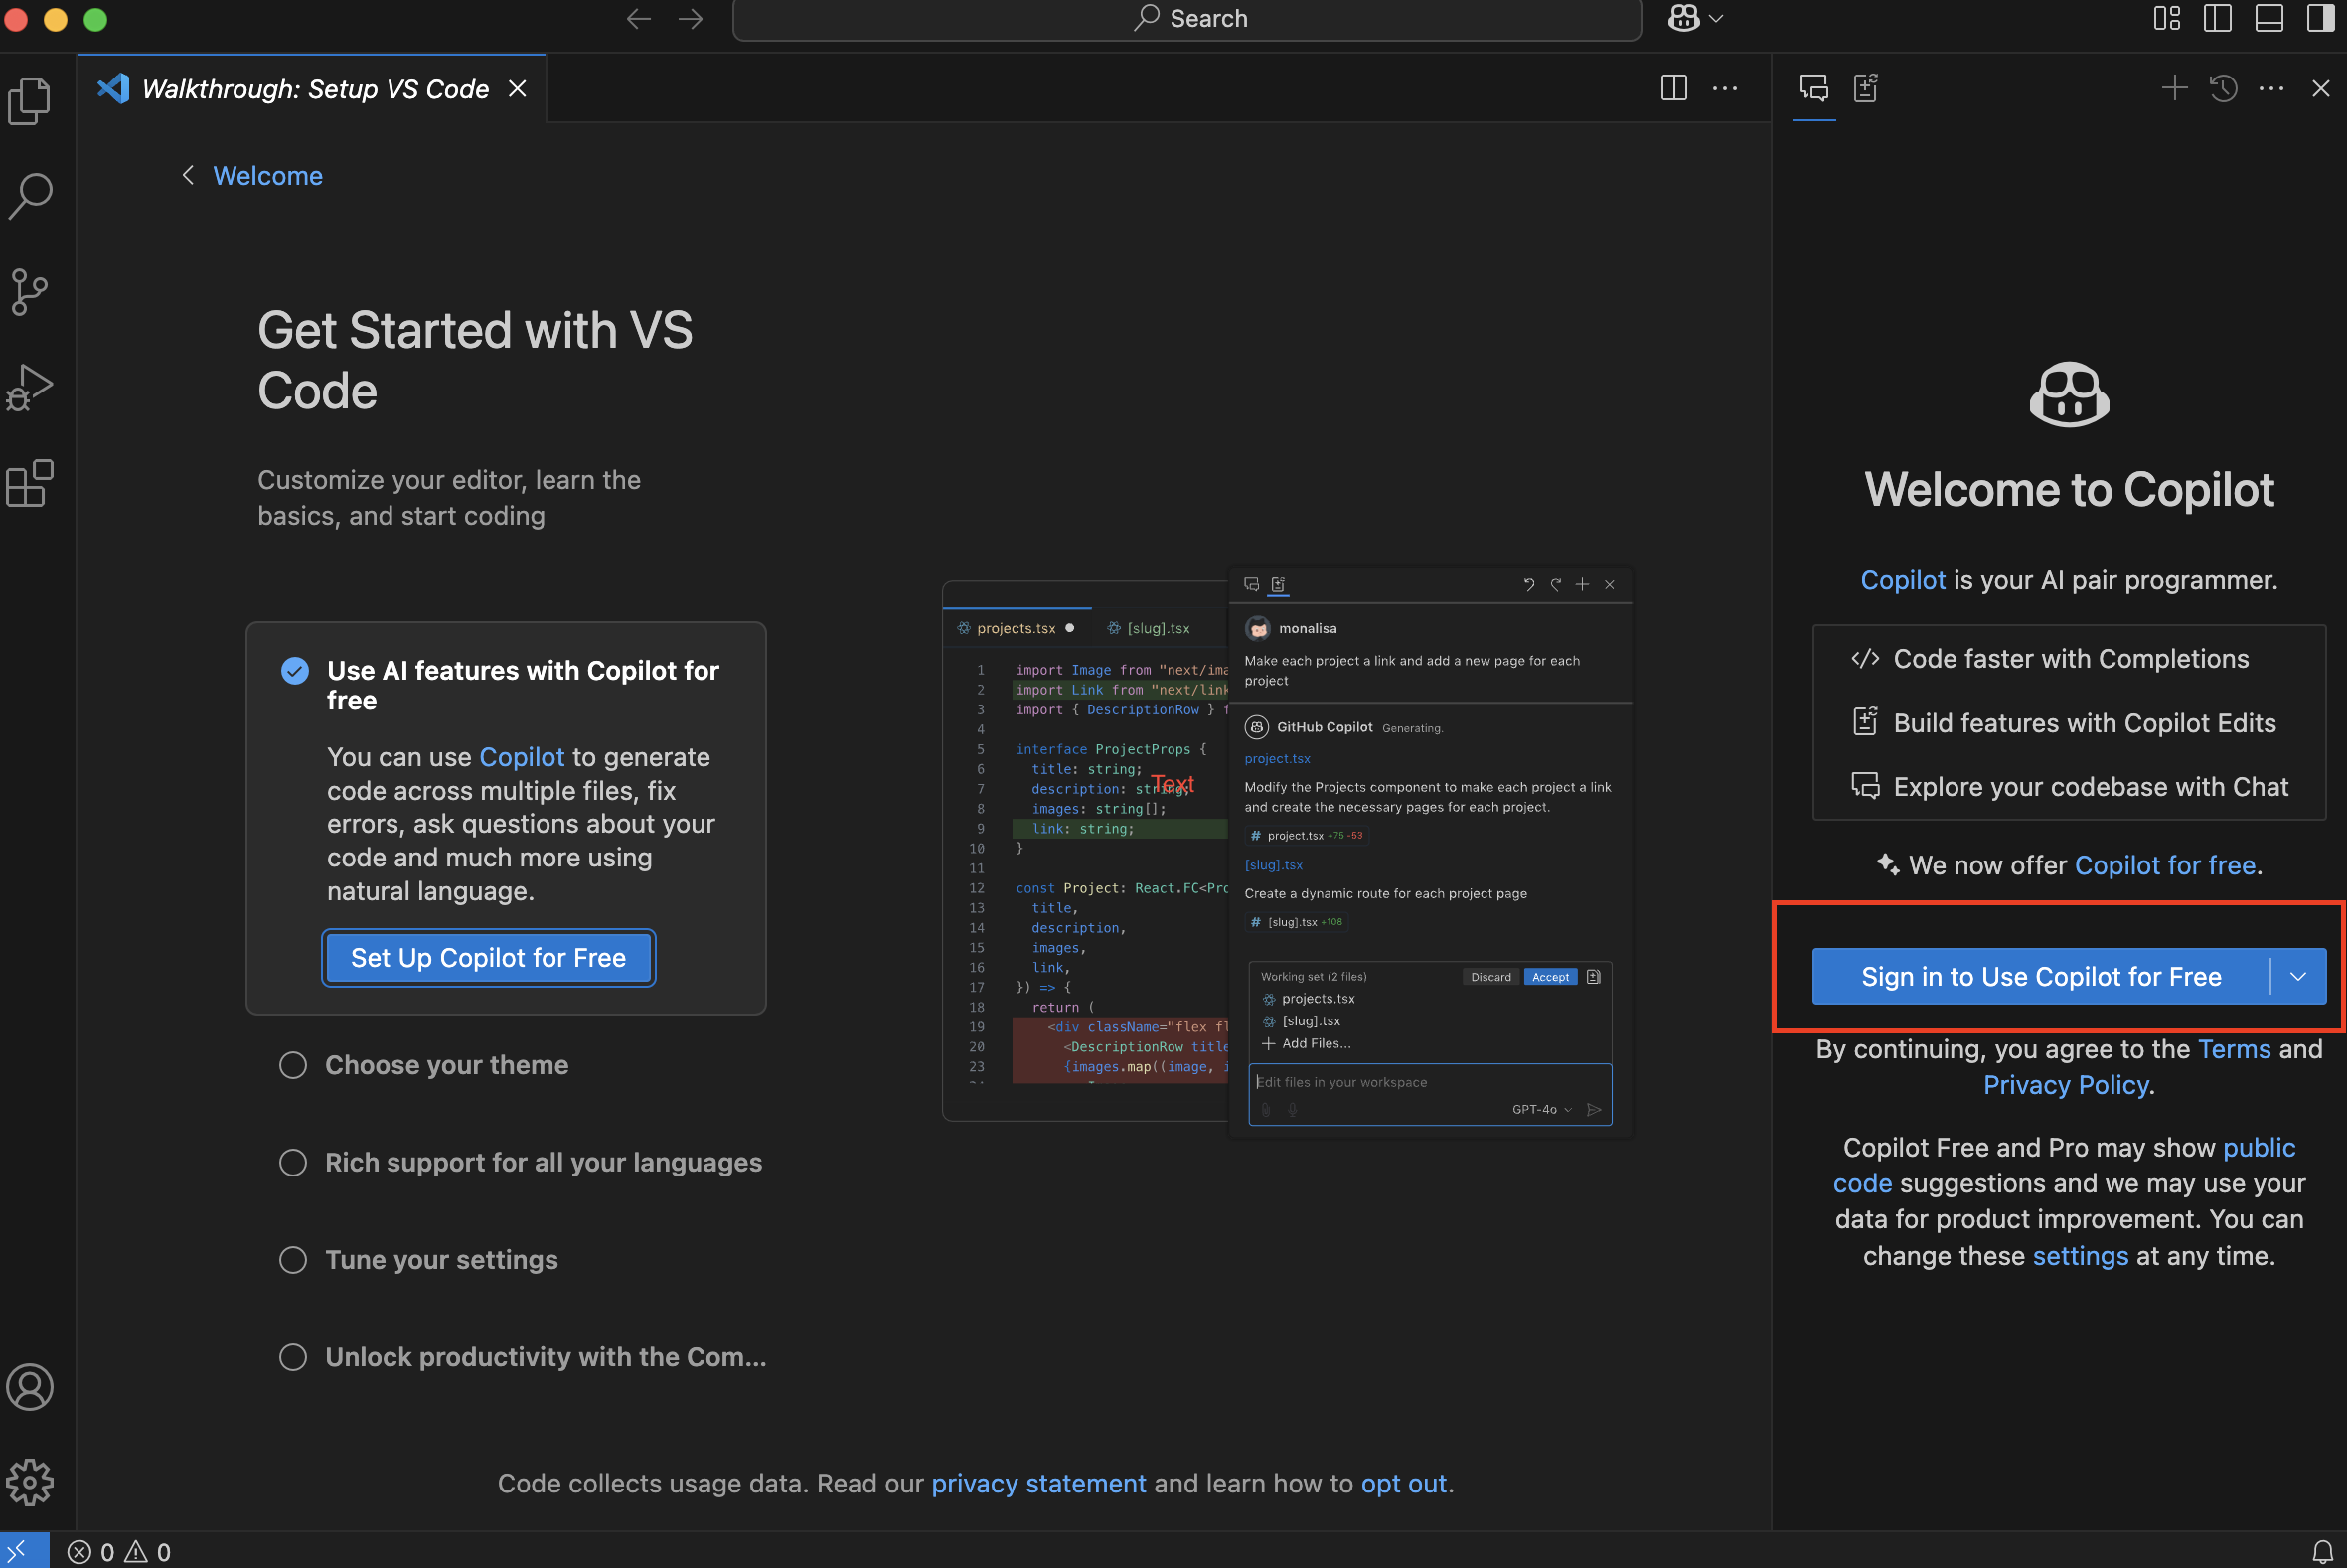 Search
Walkthrough: Setup VS Code
Welcome
Get Started with VS
Code
Customize your editor, learn the
basics, and start coding
Use AI features with Copilot for
free
You can use Copilot to generate
code across multiple files, fix
errors, ask questions about your
code and much more using
natural language.
Set Up Copilot for Free
Choose your theme
Rich support for all your languages
Tune your settings
Unlock productivity with the Com...
projects.tsx
[slug].tsx
1 import Image from "next/ima
2 import Link from "next/link
3 import { DescriptionRow }
4
5 interface ProjectProps {
6 title: string;
7 description: string;
Text
8 images: string[];
9 link: string;
10 }
11
12 const Project: React.FC<Pro
13 title,
14 description,
15 images,
16 link,
17 }) => {
18 return (
19 <div className="flex fl
20 <DescriptionRow title
23 {images.map((image, i
monalisa
Make each project a link and add a new page for each
project
GitHub Copilot Generating.
project.tsx
Modify the Projects component to make each project a link
and create the necessary pages for each project.
# project.tsx +75 -53
[slug].tsx
Create a dynamic route for each project page
# [slug].tsx +106
Working set (2 files)
Discard
Accept
projects.tsx
[slug].tsx
Add Files...
Edit files in your workspace
GPT-4o
Code collects usage data. Read our privacy statement and learn how to opt out.
Welcome to Copilot
Copilot is your AI pair programmer.
Code faster with Completions
Build features with Copilot Edits
Explore your codebase with Chat
We now offer Copilot for free.
Sign in to Use Copilot for Free
By continuing, you agree to the Terms and
Privacy Policy.
Copilot Free and Pro may show public
code suggestions and we may use your
data for product improvement. You can
change these settings at any time.
0 0